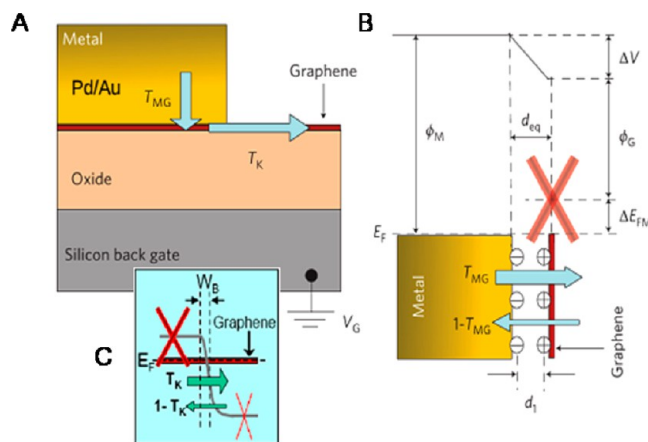 A
Metal
Pd/Au
T_MG
Graphene
T_K
Oxide
Silicon back gate
V_G
C
W_B
Graphene
E_F
T_K
1-T_K
B
ΔV
d_eq
ϕ_M
ϕ_G
ΔE_FM
E_F
Metal
T_MG
1-T_MG
Graphene
d_1